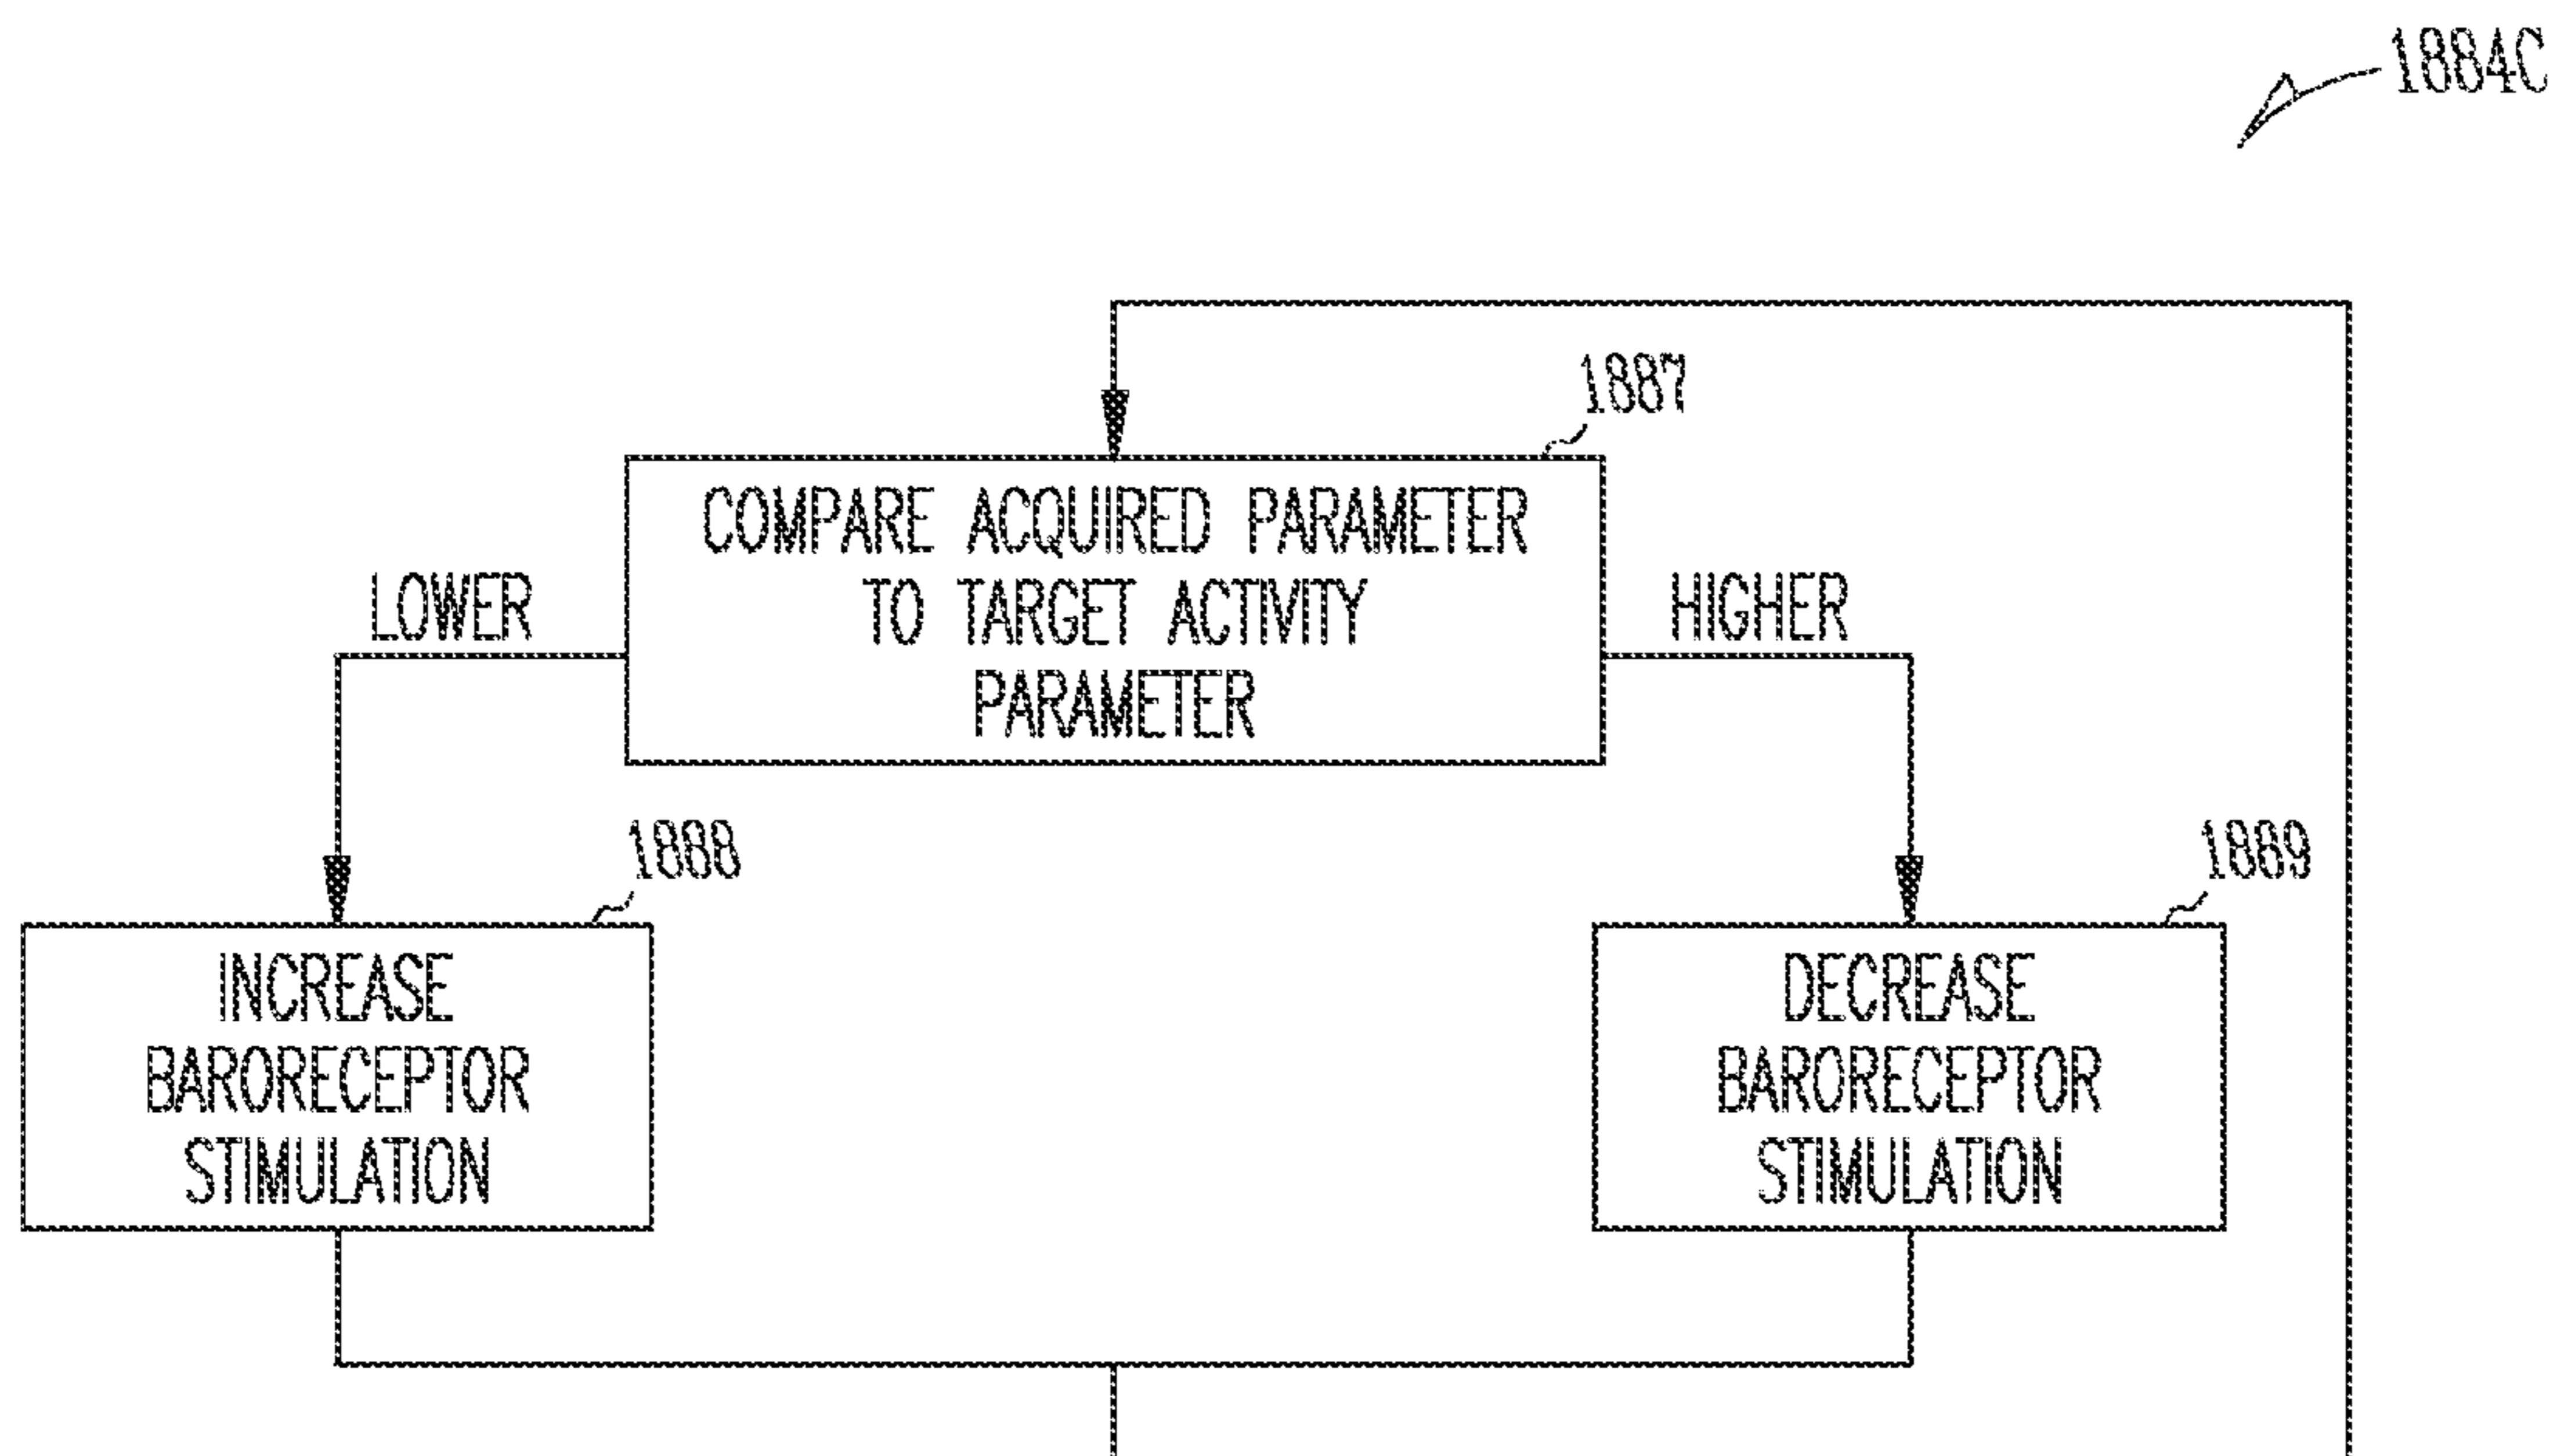 1884C
1887
COMPARE ACQUIRED PARAMETER
TO TARGET ACTIVITY
PARAMETER
LOWER
HIGHER
1888
1889
INCREASE
BARORECEPTOR
STIMULATION
DECREASE
BARORECEPTOR
STIMULATION